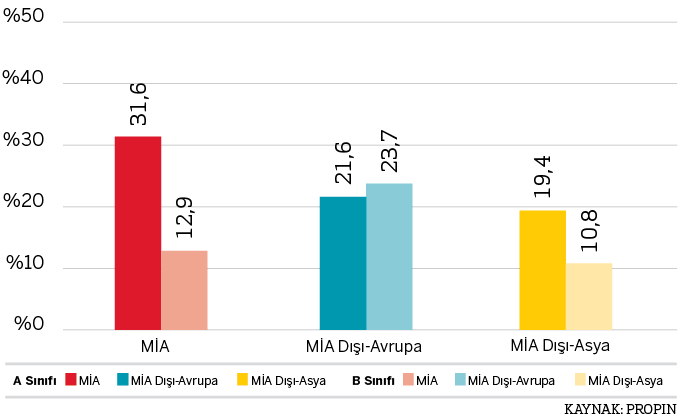 %50
%40
%30
%20
%10
%0
31,6
12,9
21,6
23,7
19,4
10,8
MİA
MİA Dışı-Avrupa
MİA Dışı-Asya
A Sınıfı MİA MİA Dışı-Avrupa MİA Dışı-Asya B Sınıfı MİA MİA Dışı-Avrupa MİA Dışı-Asya
KAYNAK: PROPIN